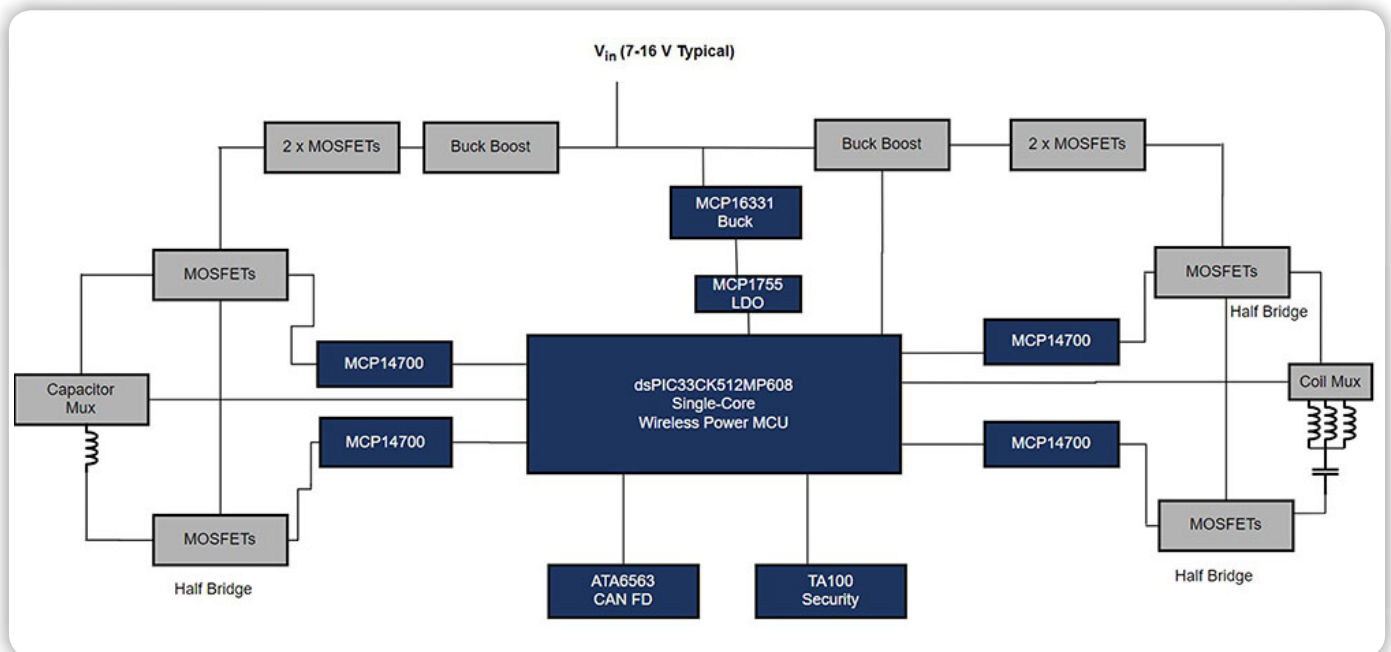 Vin (7-16 V Typical)
2 x MOSFETs
Buck Boost
Buck Boost
2 x MOSFETs
MCP16331
Buck
MOSFETs
MOSFETs
MCP1755
LDO
Half Bridge
MCP14700
MCP14700
dsPIC33CK512MP608
Single-Core
Wireless Power MCU
Capacitor
Mux
Coil Mux
MCP14700
MCP14700
MOSFETs
MOSFETs
Half Bridge
Half Bridge
ATA6563
CAN FD
TA100
Security